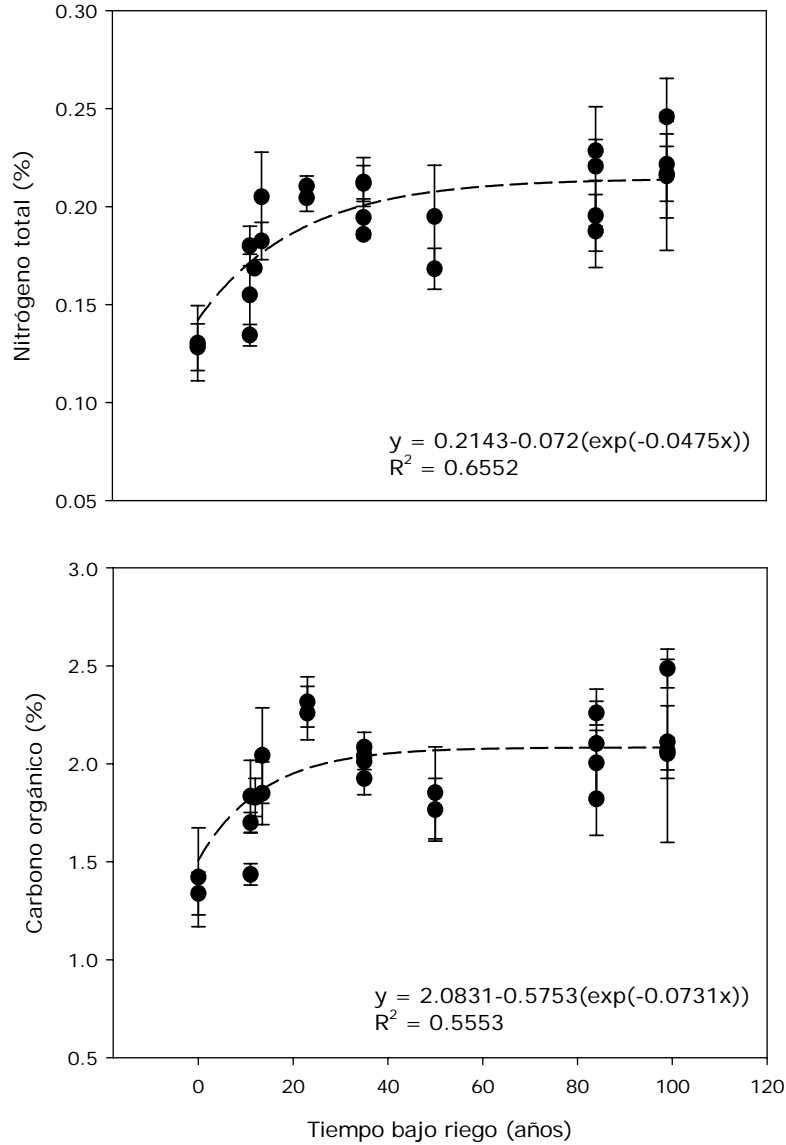 0.30
0.25
0.20
0.15
0.10
0.05
Nitrógeno total (%)
y = 0.2143-0.072(exp(-0.0475x))
R² = 0.6552
3.0
2.5
2.0
1.5
1.0
0.5
Carbono orgánico (%)
y = 2.0831-0.5753(exp(-0.0731x))
R² = 0.5553
0 20 40 60 80 100 120
Tiempo bajo riego (años)